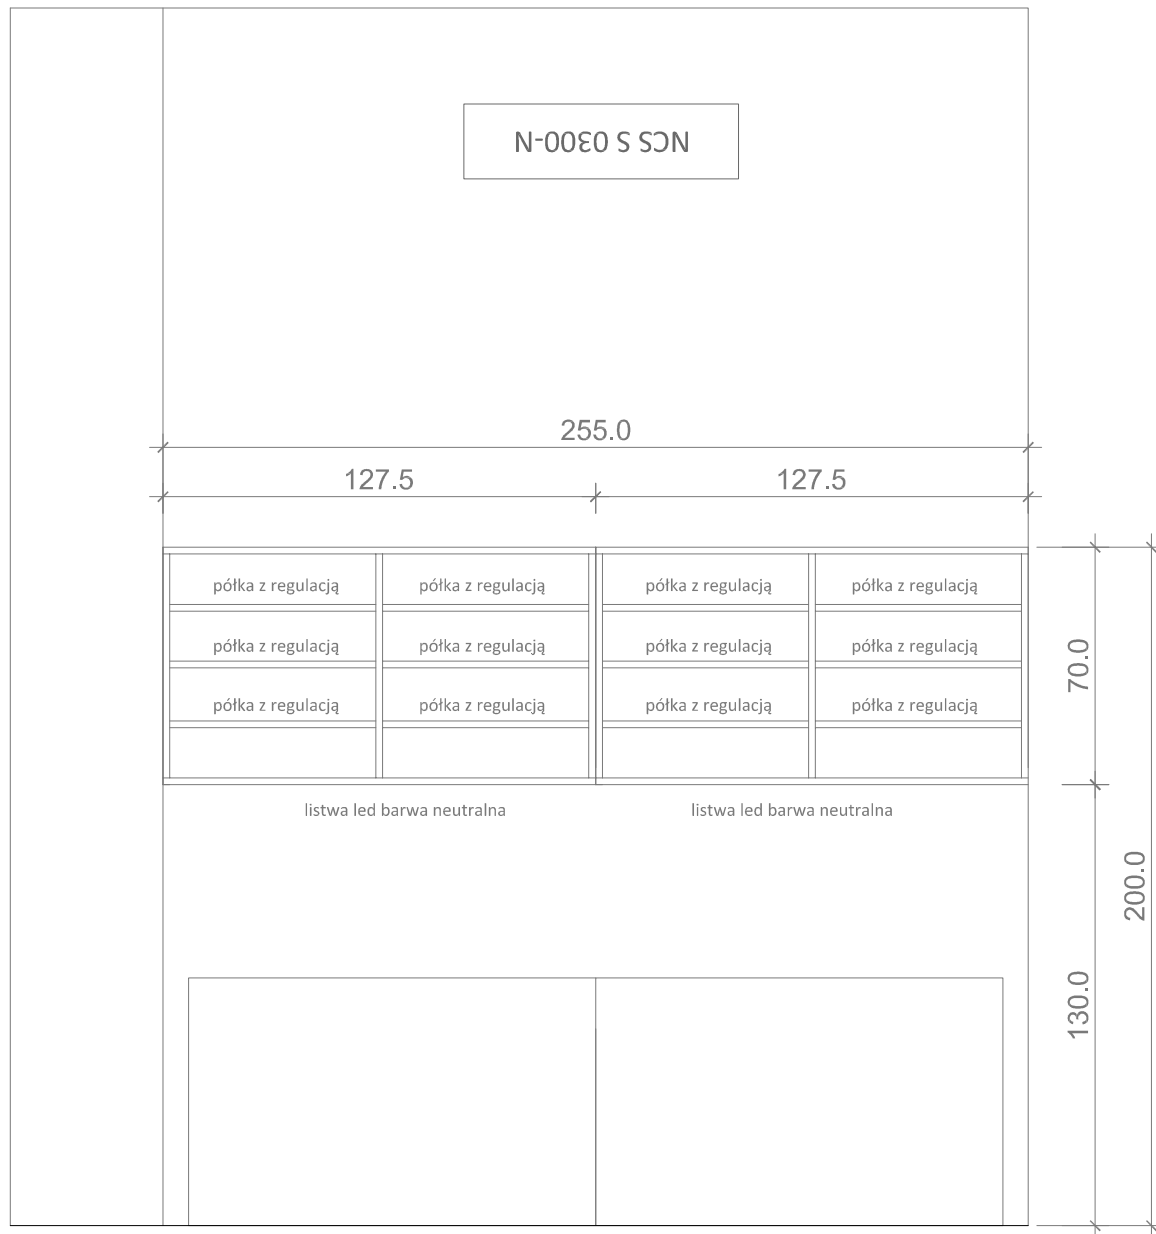 NCS S 0300-N
255.0
127.5 127.5
półka z regulacją półka z regulacją półka z regulacją półka z regulacją
półka z regulacją półka z regulacją półka z regulacją półka z regulacją
70.0
półka z regulacją półka z regulacją półka z regulacją półka z regulacją
listwa led barwa neutralna listwa led barwa neutralna
200.0
130.0